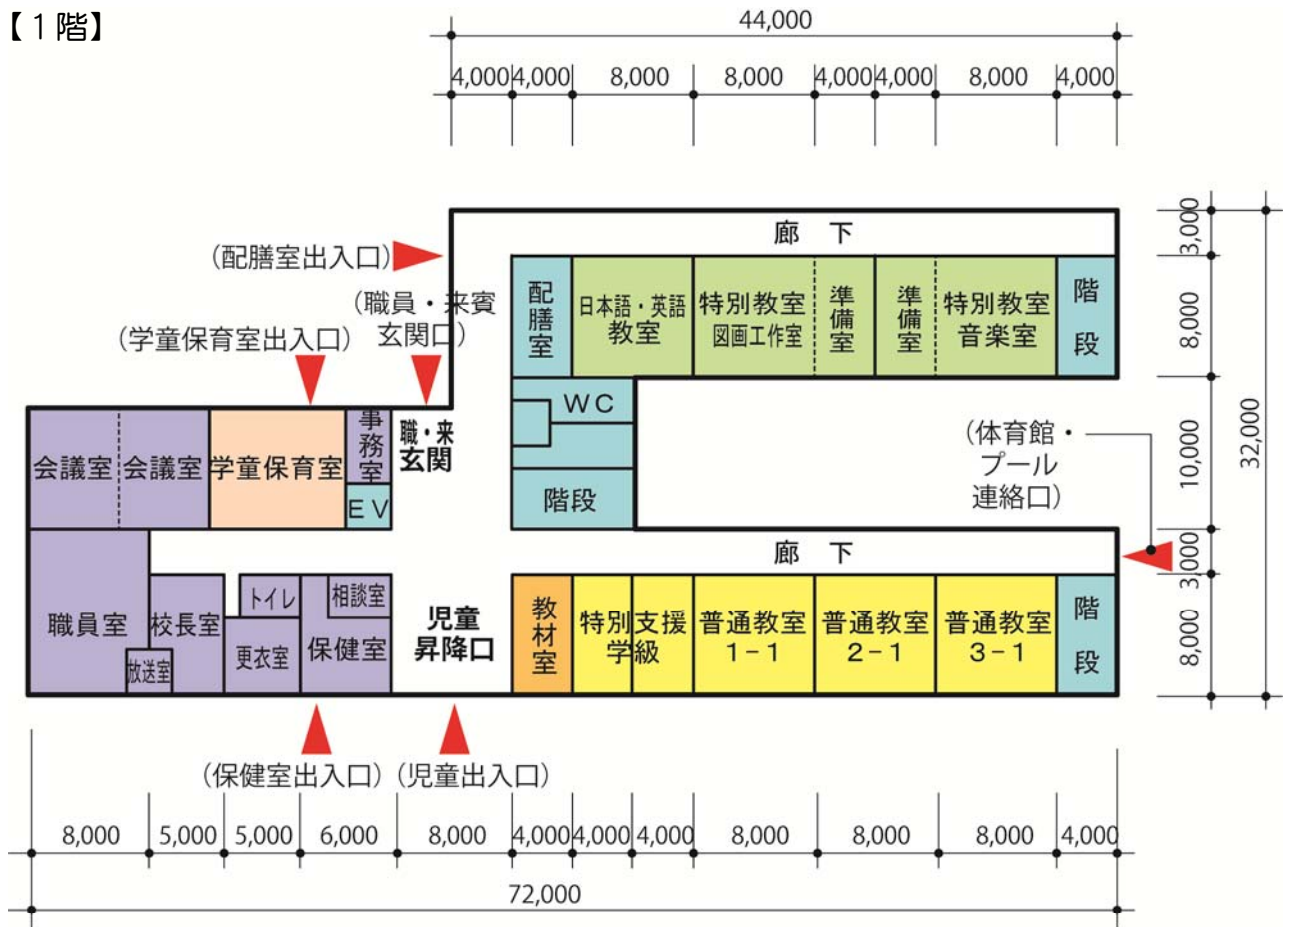 【１階】
44,000
4,000 4,000 8,000 8,000 4,000 4,000 8,000 4,000
廊 下
3,000
(配膳室出入口)
(職員・来賓
玄関口)
(学童保育室出入口)
配膳室
日本語・英語
教室
特別教室
図画工作室
準備室
準備室
特別教室
音楽室
階段
8,000
32,000
WC
階段
(体育館・
プール
連絡口)
10,000
会議室
会議室
学童保育室
事務室
EV
職・来
玄関
廊 下
3,000
職員室
校長室
放送室
トイレ
更衣室
相談室
保健室
児童
昇降口
教材室
特別支援
学級
普通教室
1-1
普通教室
2-1
普通教室
3-1
階段
8,000
(保健室出入口)
(児童出入口)
8,000 5,000 5,000 6,000 8,000 4,000 4,000 4,000 8,000 8,000 8,000 4,000
72,000